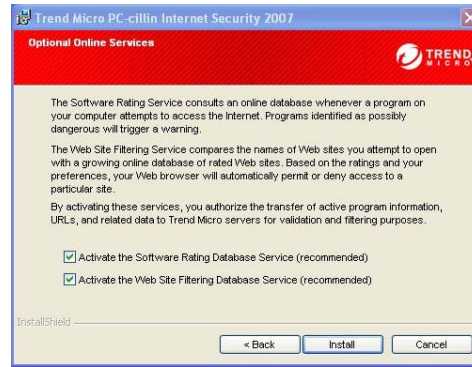 Trend Micro PC-cillin Internet Security 2007
Optional Online Services
TREND
MICRO
The Software Rating Service consults an online database whenever a program on
your computer attempts to access the Internet. Programs identified as possibly
dangerous will trigger a warning.
The Web Site Filtering Service compares the names of Web sites you attempt to open
with a growing online database of rated Web sites. Based on the ratings and your
preferences, your Web browser will automatically permit or deny access to a
particular site.
By activating these services, you authorize the transfer of active program information,
URLs, and related data to Trend Micro servers for validation and filtering purposes.
Activate the Software Rating Database Service (recommended)
Activate the Web Site Filtering Database Service (recommended)
InstallShield
< Back Install Cancel